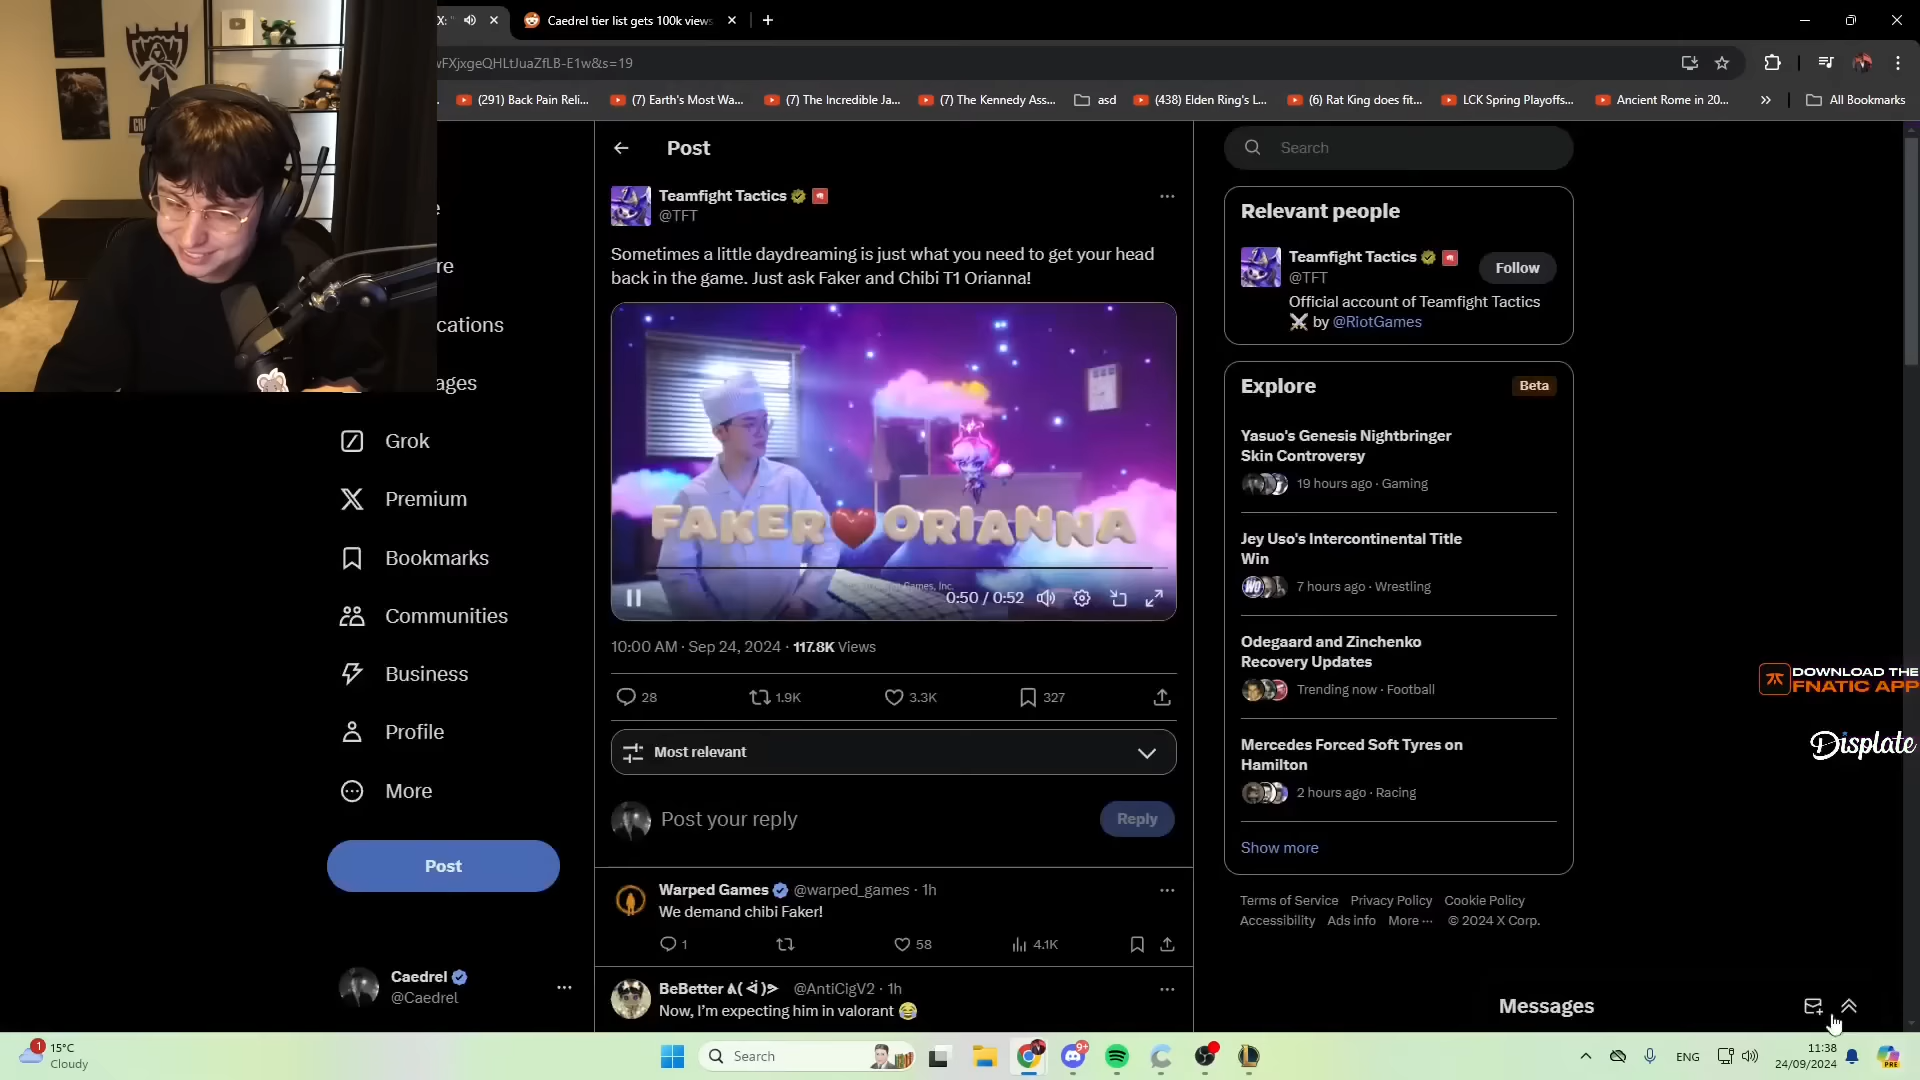 X: "
Caedrel tier list gets 100k views
vFXjxgeQHLtJuaZfLB-E1w&s=19
(291) Back Pain Reli...
(7) Earth's Most Wa...
(7) The Incredible Ja...
(7) The Kennedy Ass...
asd
(438) Elden Ring's L...
(6) Rat King does fit...
LCK Spring Playoffs...
Ancient Rome in 20...
All Bookmarks
Post
Search
Teamfight Tactics
@TFT
Sometimes a little daydreaming is just what you need to get your head
back in the game. Just ask Faker and Chibi T1 Orianna!
FAKER ORIANNA
Games, Inc.
0:50 / 0:52
10:00 AM · Sep 24, 2024 · 117.8K Views
28
1.9K
3.3K
327
Most relevant
Post your reply
Reply
Warped Games @warped_games · 1h
We demand chibi Faker!
1
58
4.1K
BeBetter @AntiCigV2 · 1h
Now, I'm expecting him in valorant 😂
e
re
cations
ages
Grok
Premium
Bookmarks
Communities
Business
Profile
More
Post
Caedrel
@Caedrel
Relevant people
Teamfight Tactics
@TFT
Follow
Official account of Teamfight Tactics
⚔️ by @RiotGames
Explore
Beta
Yasuo's Genesis Nightbringer
Skin Controversy
19 hours ago · Gaming
Jey Uso's Intercontinental Title
Win
7 hours ago · Wrestling
Odegaard and Zinchenko
Recovery Updates
Trending now · Football
Mercedes Forced Soft Tyres on
Hamilton
2 hours ago · Racing
Show more
Terms of Service Privacy Policy Cookie Policy
Accessibility Ads info More ··· © 2024 X Corp.
DOWNLOAD THE
FNATIC APP
Displate
Messages
1
15°C
Cloudy
Search
9+
ENG
11:38
24/09/2024
PRE